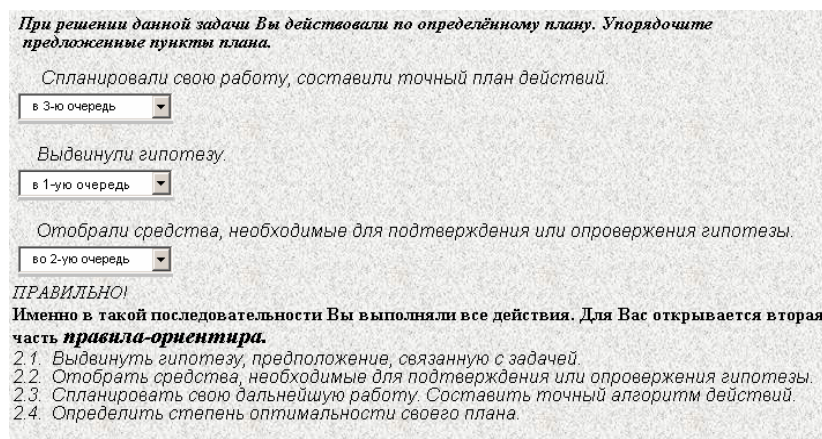 При решении данной задачи Вы действовали по определённому плану. Упорядочите
предложенные пункты плана.
Спланировали свою работу, составили точный план действий.
в 3-ю очередь
Выдвинули гипотезу.
в 1-ую очередь
Отобрали средства, необходимые для подтверждения или опровержения гипотезы.
во 2-ую очередь
ПРАВИЛЬНО!
Именно в такой последовательности Вы выполняли все действия. Для Вас открывается вторая
часть правила-ориентира.
2.1. Выдвинуть гипотезу, предположение, связанную с задачей.
2.2. Отобрать средства, необходимые для подтверждения или опровержения гипотезы.
2.3. Спланировать свою дальнейшую работу. Составить точный алгоритм действий.
2.4. Определить степень оптимальности своего плана.